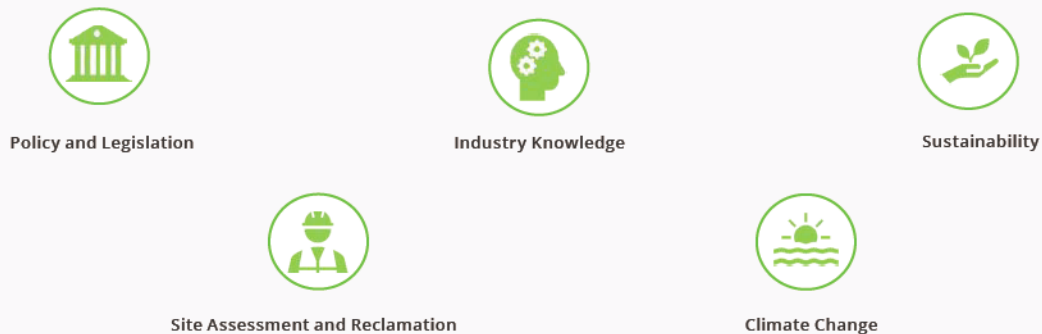 Policy and Legislation
Industry Knowledge
Sustainability
Site Assessment and Reclamation
Climate Change